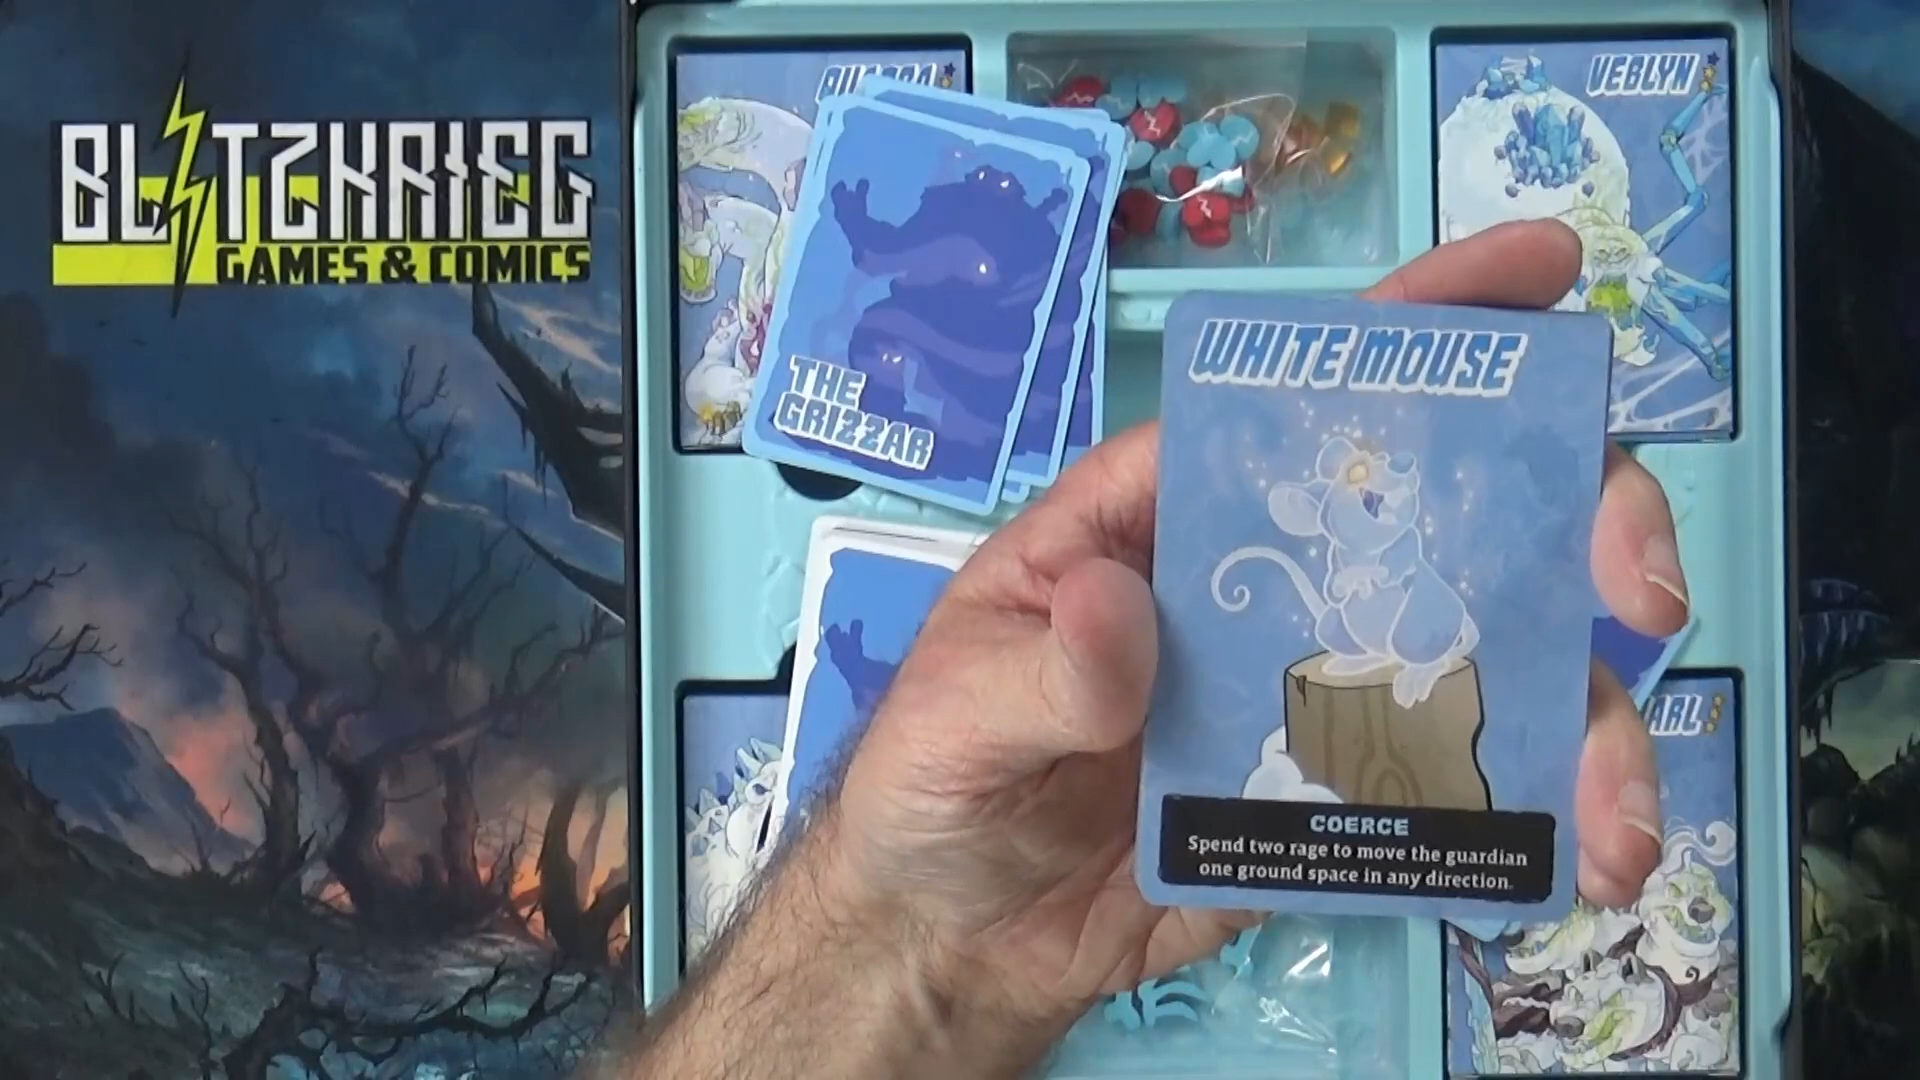 BLITZKRIEG
GAMES & COMICS
VEBLYN
THE
GRIZZAR
WHITE MOUSE
COERCE
Spend two rage to move the guardian
one ground space in any direction.